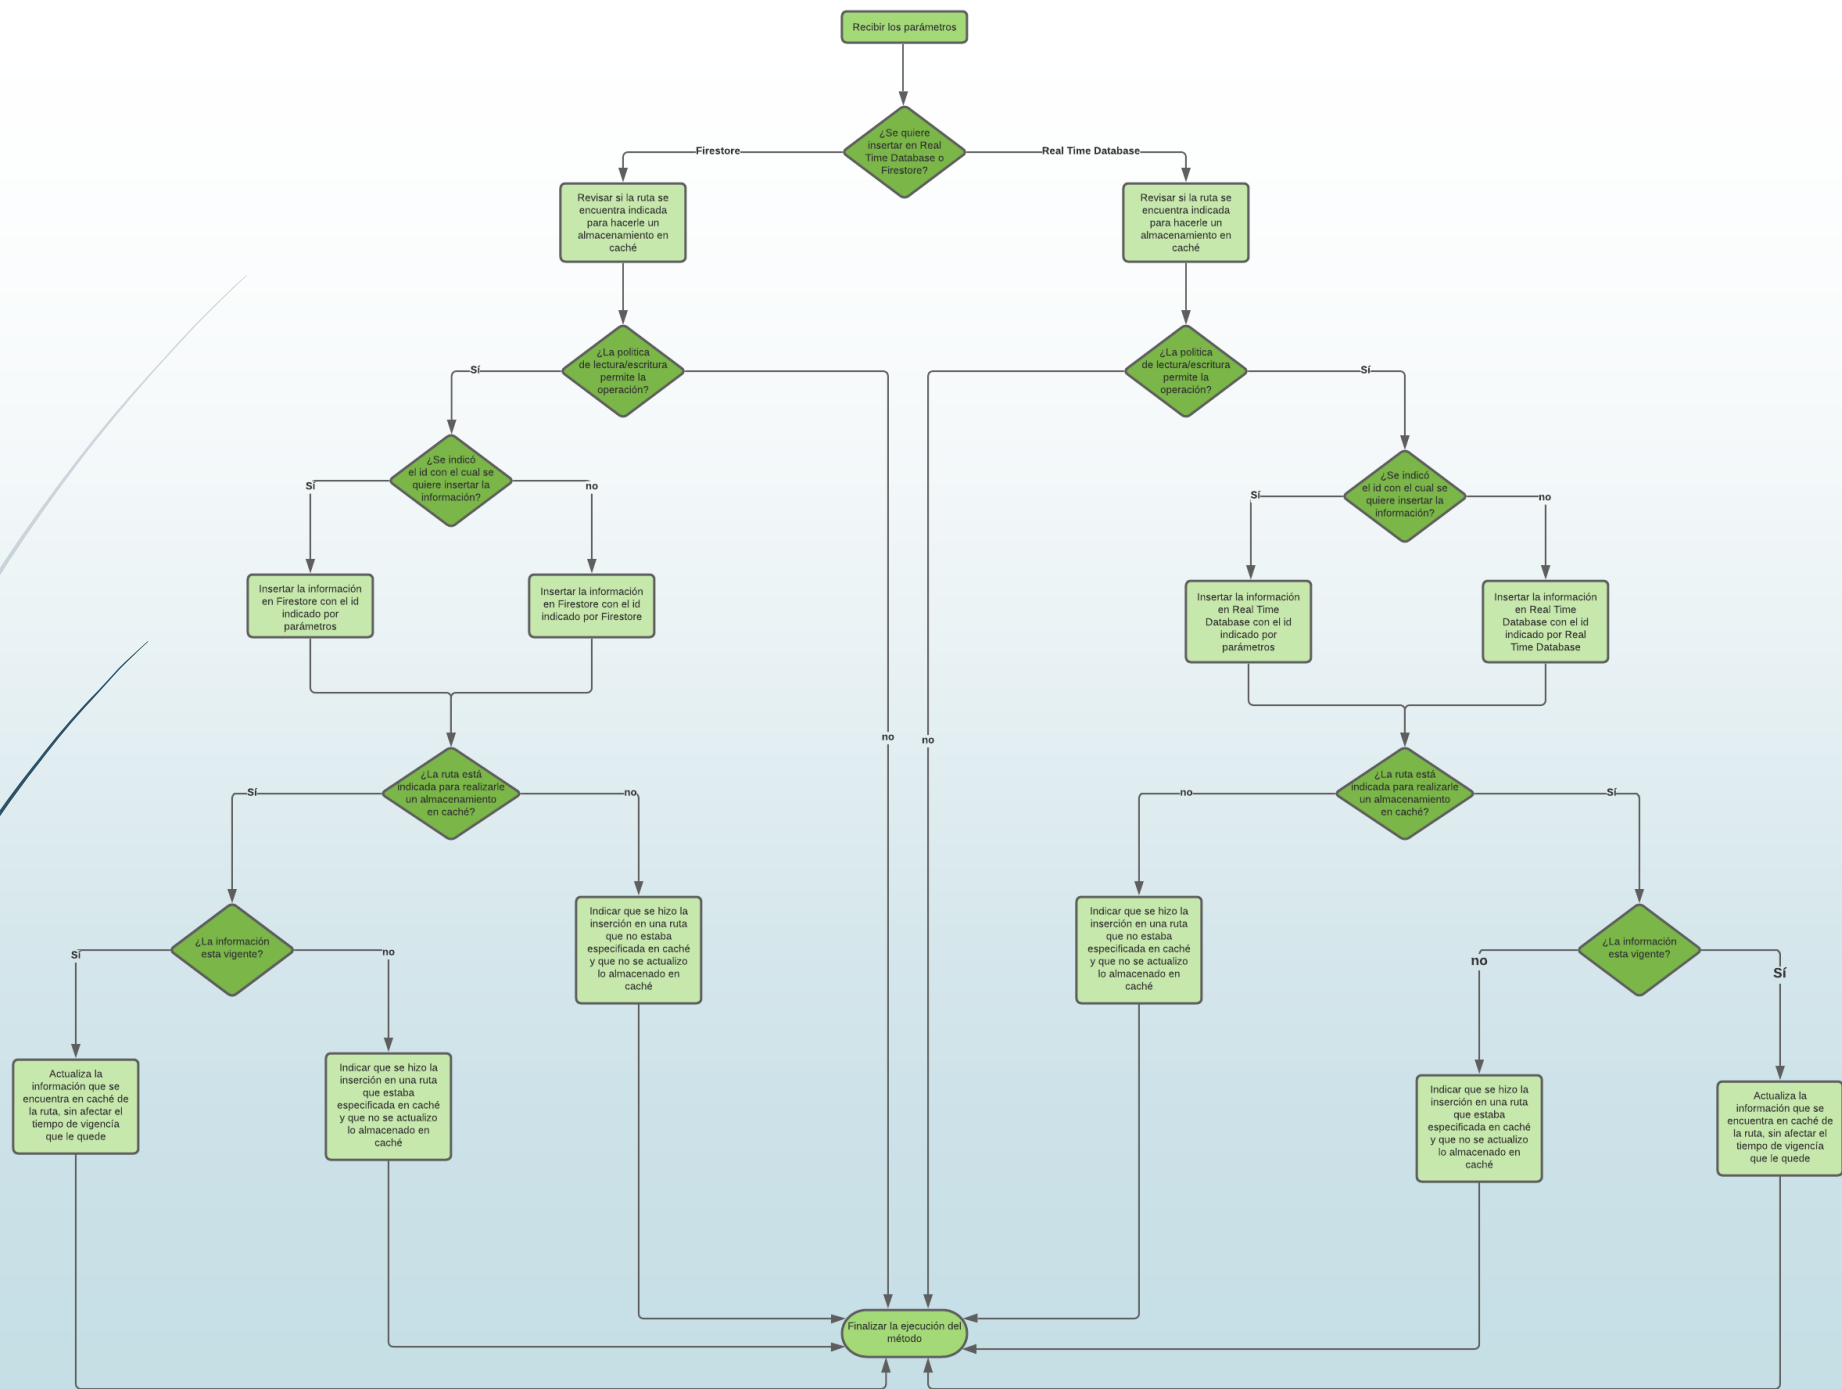 Recibir los parámetros
¿Se quiere
insertar en Real
Time Database o
Firestore?
Firestore
Real Time Database
Revisar si la ruta se
encuentra indicada
para hacerle un
almacenamiento en
caché
Revisar si la ruta se
encuentra indicada
para hacerle un
almacenamiento en
caché
¿La politica
de lectura/escritura
permite la
operación?
Sí
no
¿La politica
de lectura/escritura
permite la
operación?
Sí
no
¿Se indicó
el id con el cual se
quiere insertar la
información?
Sí
no
¿Se indicó
el id con el cual se
quiere insertar la
información?
Sí
no
Insertar la información
en Firestore con el id
indicado por
parámetros
Insertar la información
en Firestore con el id
indicado por Firestore
Insertar la información
en Real Time
Database con el id
indicado por
parámetros
Insertar la información
en Real Time
Database con el id
indicado por Real
Time Database
¿La ruta está
indicada para realizarle
un almacenamiento
en caché?
Sí
no
¿La ruta está
indicada para realizarle
un almacenamiento
en caché?
no
Sí
¿La información
esta vigente?
Sí
no
Indicar que se hizo la
inserción en una ruta
que no estaba
especificada en caché
y que no se actualizo
lo almacenado en
caché
Indicar que se hizo la
inserción en una ruta
que no estaba
especificada en caché
y que no se actualizo
lo almacenado en
caché
¿La información
esta vigente?
no
Sí
Actualiza la
información que se
encuentra en caché de
la ruta, sin afectar el
tiempo de vigencía
que le quede
Indicar que se hizo la
inserción en una ruta
que estaba
especificada en caché
y que no se actualizo
lo almacenado en
caché
Indicar que se hizo la
inserción en una ruta
que estaba
especificada en caché
y que no se actualizo
lo almacenado en
caché
Actualiza la
información que se
encuentra en caché de
la ruta, sin afectar el
tiempo de vigencía
que le quede
Finalizar la ejecución del
método